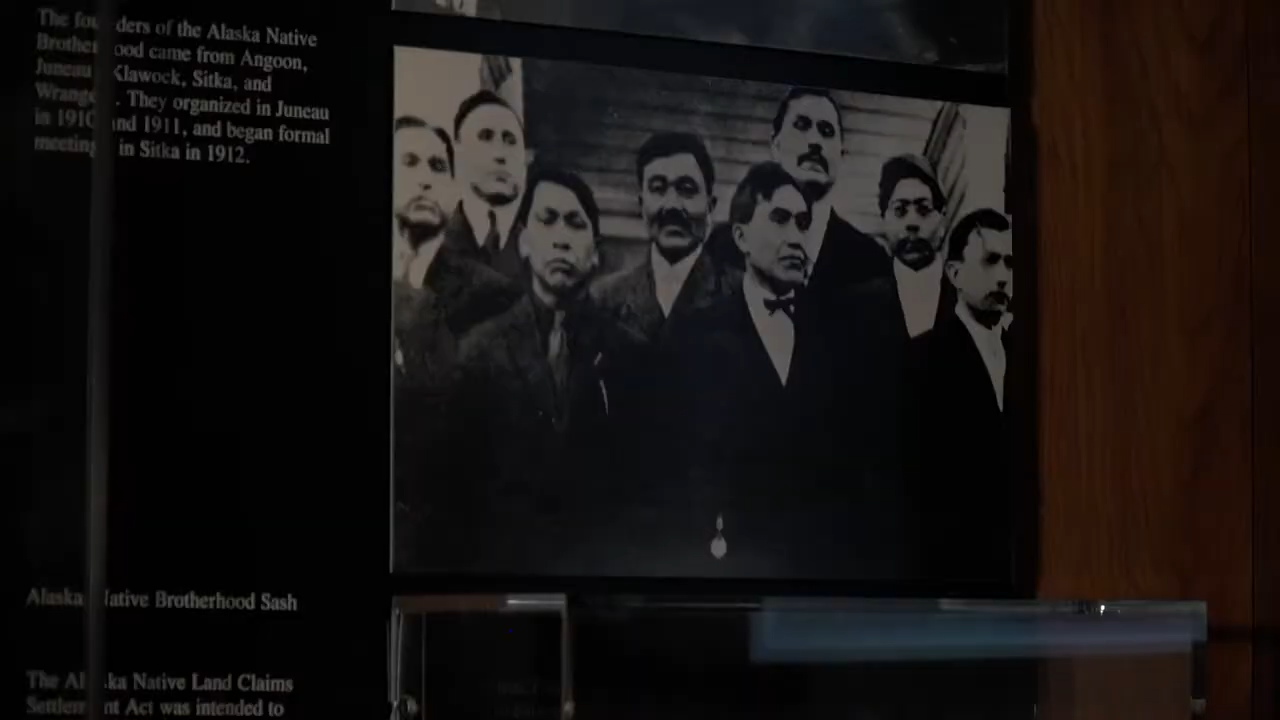 The fou ders of the Alaska Native
Brother ood came from Angoon,
Juneau Klawock, Sitka, and
Wrange . They organized in Juneau
in 1910 and 1911, and began formal
meeting in Sitka in 1912.
Alaska Native Brotherhood Sash
The Al ska Native Land Claims
Settlem nt Act was intended to